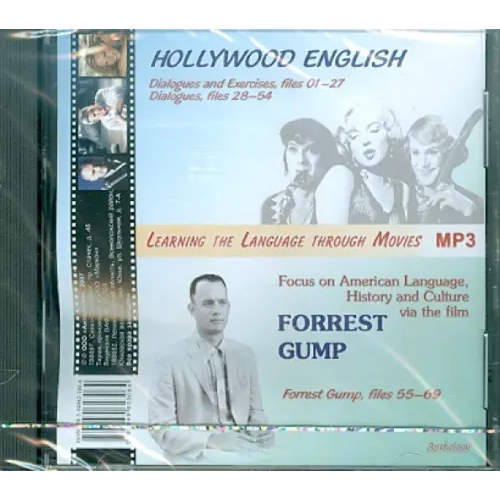 HOLLYWOOD ENGLISH
Dialogues and Exercises, files 01–27
Dialogues, files 28–54
LEARNING THE LANGUAGE THROUGH MOVIES MP3
Focus on American Language,
History and Culture
via the film
FORREST
GUMP
Forrest Gump, files 55–69
Anthology